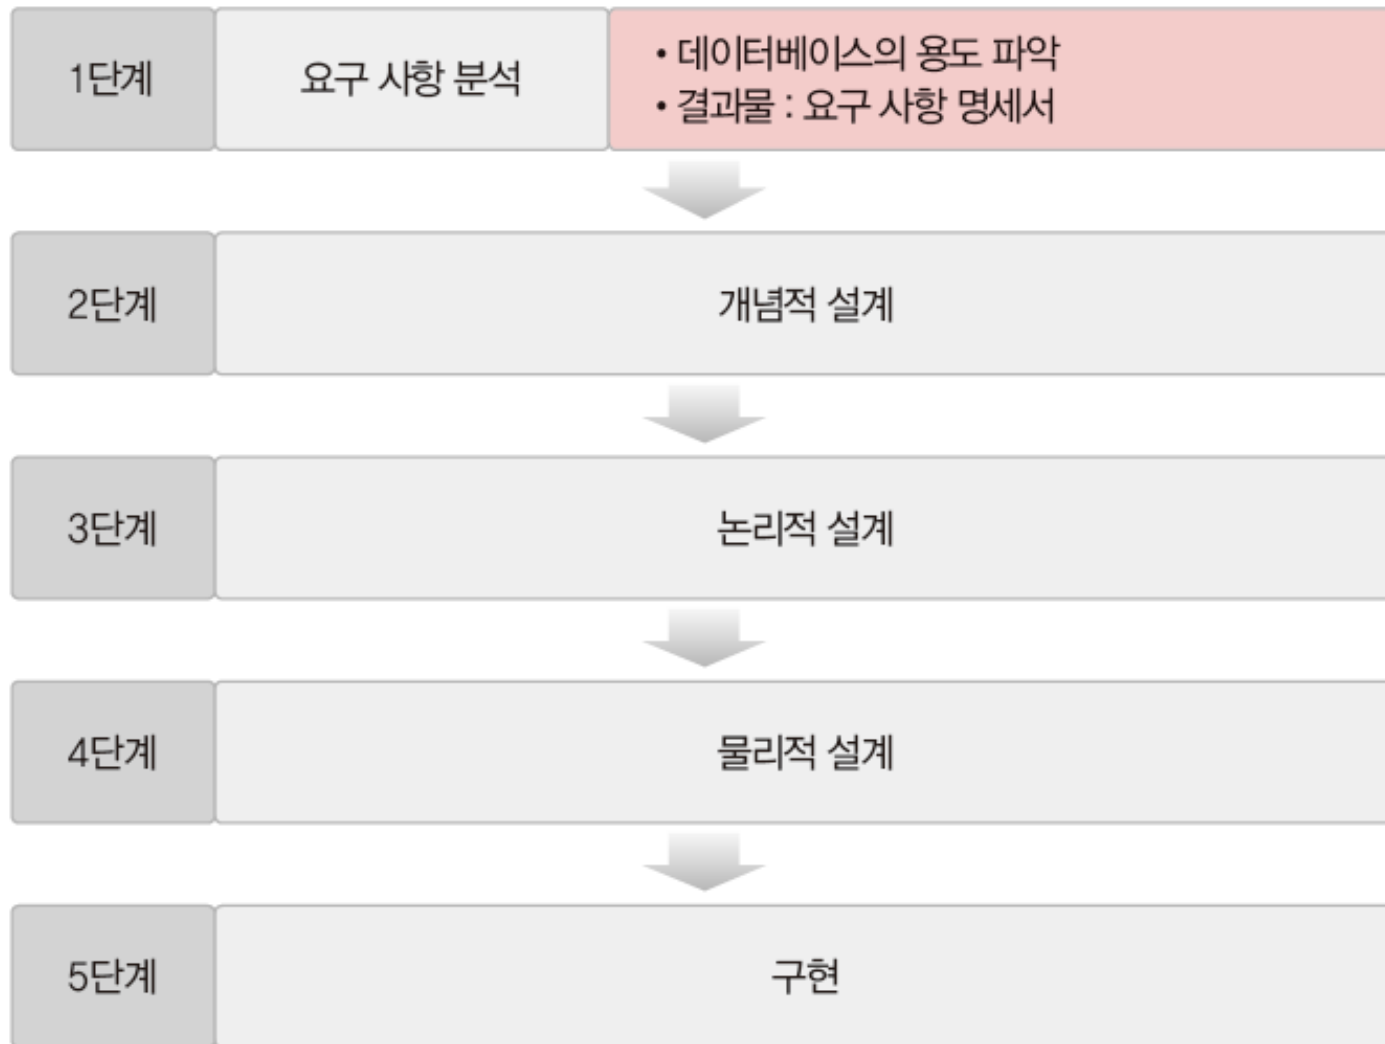 1단계
요구 사항 분석
• 데이터베이스의 용도 파악
• 결과물 : 요구 사항 명세서
2단계
개념적 설계
3단계
논리적 설계
4단계
물리적 설계
5단계
구현